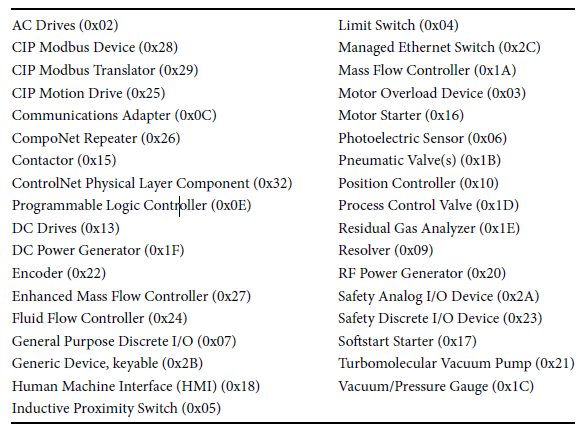 AC Drives (0x02)
CIP Modbus Device (0x28)
CIP Modbus Translator (0x29)
CIP Motion Drive (0x25)
Communications Adapter (0x0C)
CompoNet Repeater (0x26)
Contactor (0x15)
ControlNet Physical Layer Component (0x32)
Programmable Logic Controller (0x0E)
DC Drives (0x13)
DC Power Generator (0x1F)
Encoder (0x22)
Enhanced Mass Flow Controller (0x27)
Fluid Flow Controller (0x24)
General Purpose Discrete I/O (0x07)
Generic Device, keyable (0x2B)
Human Machine Interface (HMI) (0x18)
Inductive Proximity Switch (0x05)
Limit Switch (0x04)
Managed Ethernet Switch (0x2C)
Mass Flow Controller (0x1A)
Motor Overload Device (0x03)
Motor Starter (0x16)
Photoelectric Sensor (0x06)
Pneumatic Valve(s) (0x1B)
Position Controller (0x10)
Process Control Valve (0x1D)
Residual Gas Analyzer (0x1E)
Resolver (0x09)
RF Power Generator (0x20)
Safety Analog I/O Device (0x2A)
Safety Discrete I/O Device (0x23)
Softstart Starter (0x17)
Turbomolecular Vacuum Pump (0x21)
Vacuum/Pressure Gauge (0x1C)